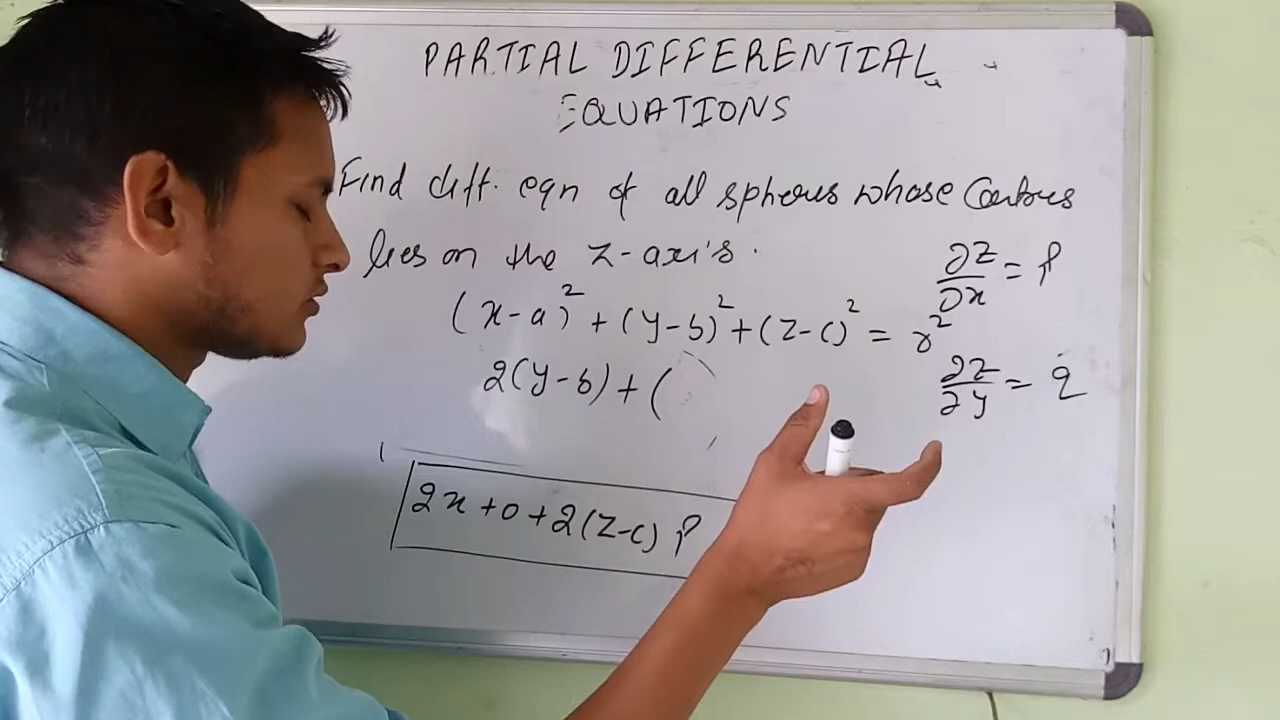 PARTIAL DIFFERENTIAL
EQUATIONS
Find diff. eqn of all spheres whose Centres
lies on the Z-axis.
(x-a)² + (y-b)² + (z-c)² = r²
2(y-b) + (
2x + 0 + 2(z-c) P
∂z/∂x = P
∂z/∂y = q